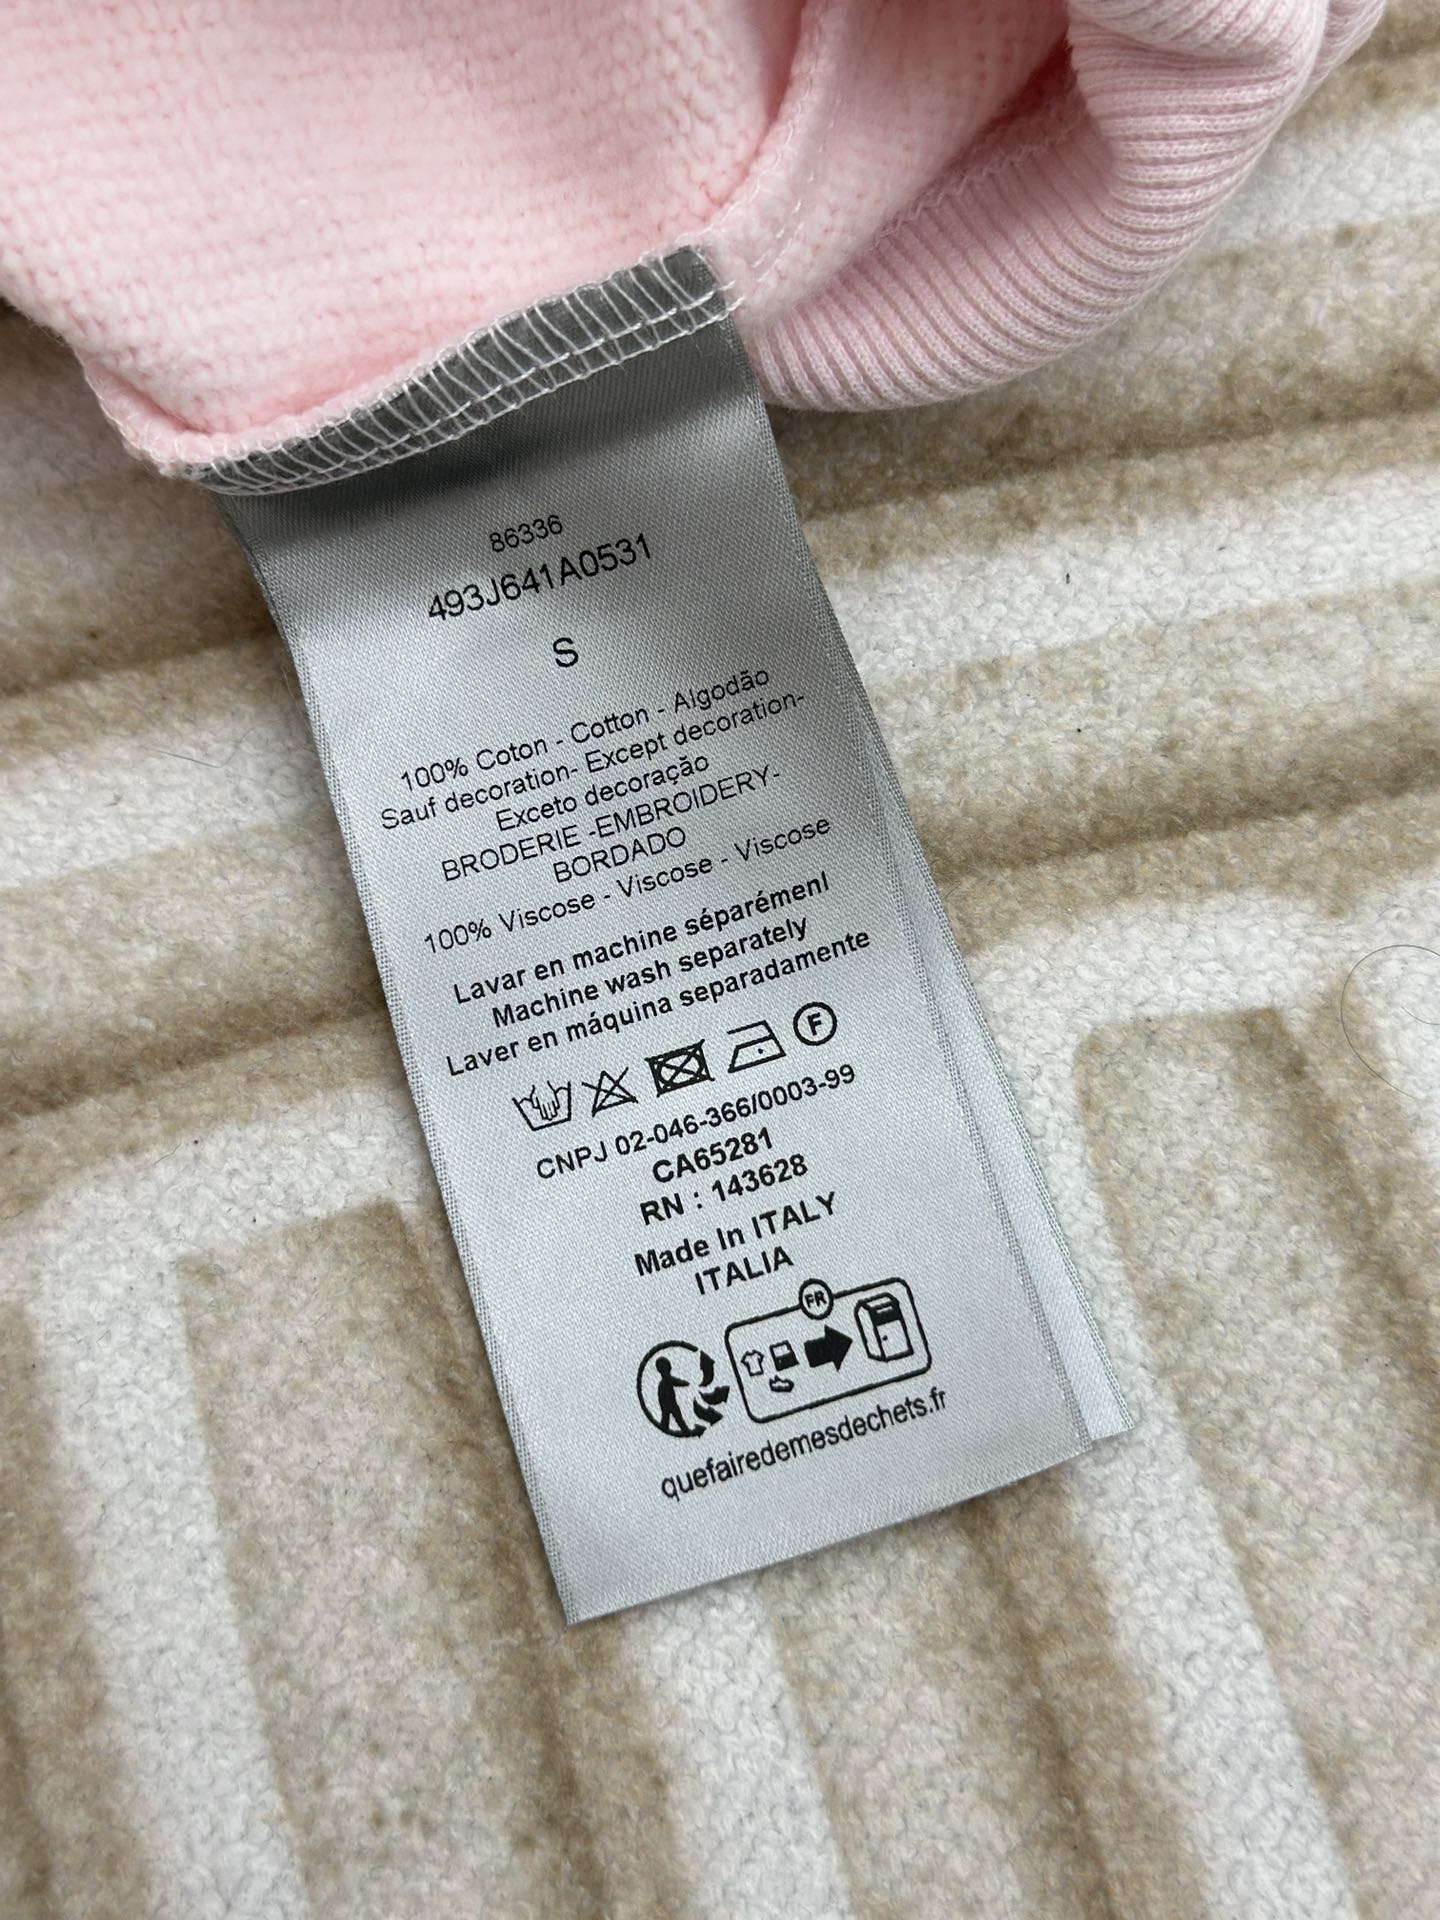 86336
493J641A0531
S
100% Coton - Cotton - Algodão
Sauf decoration- Except decoration-
Exceto decoração
BRODERIE -EMBROIDERY-
BORDADO
100% Viscose - Viscose - Viscose
Lavar en machine séparémenl
Machine wash separately
Laver en máquina separadamente
F
CNPJ 02-046-366/0003-99
CA65281
RN : 143628
Made In ITALY
ITALIA
FR
quefairedemesdechets.fr